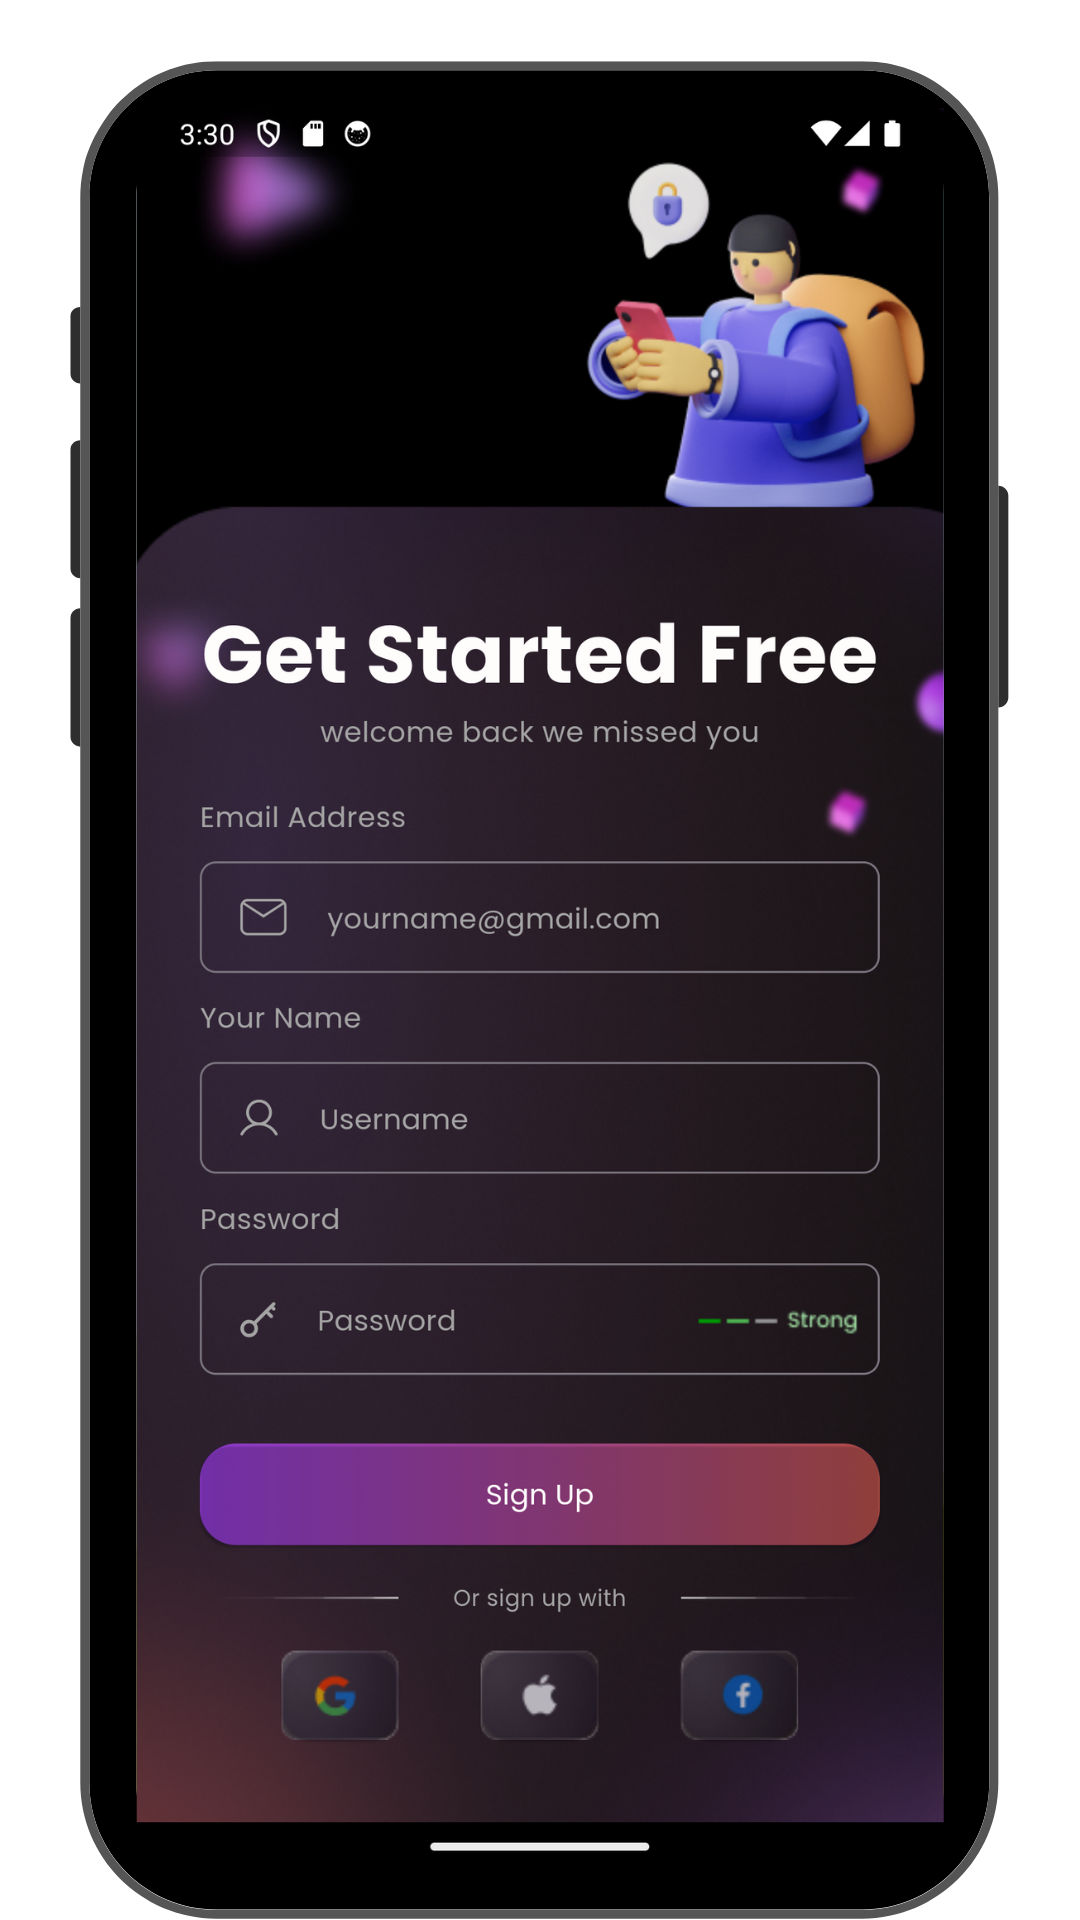 3:30
Get Started Free
welcome back we missed you
Email Address
yourname@gmail.com
Your Name
Username
Password
Password Strong
Sign Up
Or sign up with